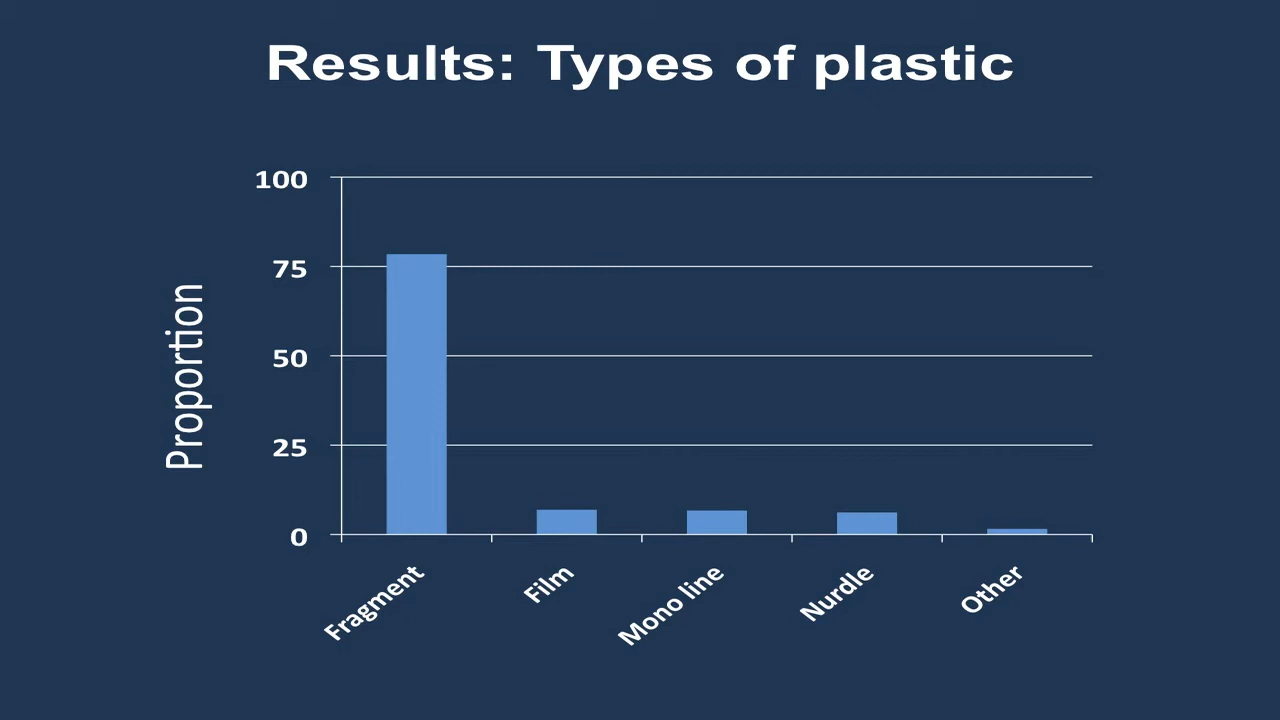 Results: Types of plastic
100
75
50
25
0
Proportion
Fragment
Film
Mono line
Nurdle
Other